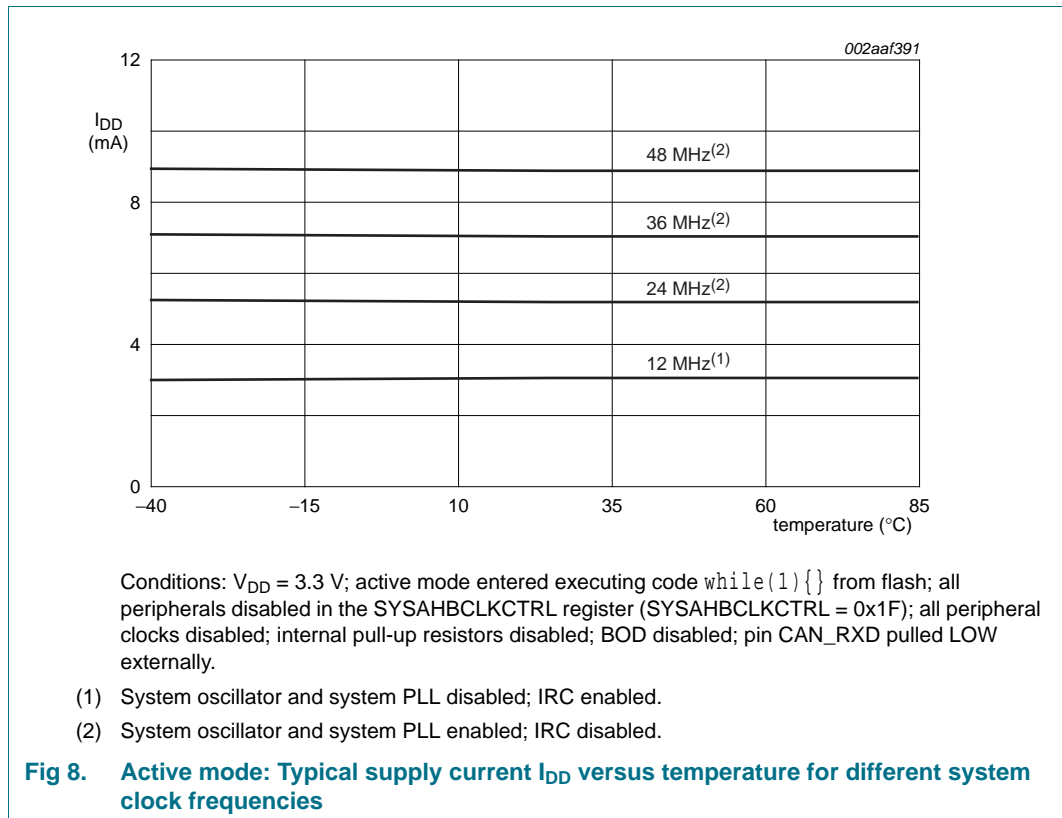 002aaf391
12
I_DD
(mA)
48 MHz(2)
8
36 MHz(2)
24 MHz(2)
4
12 MHz(1)
0
−40 −15 10 35 60 85
temperature (°C)
Conditions: V_DD = 3.3 V; active mode entered executing code while(1){} from flash; all
peripherals disabled in the SYSAHBCLKCTRL register (SYSAHBCLKCTRL = 0x1F); all peripheral
clocks disabled; internal pull-up resistors disabled; BOD disabled; pin CAN_RXD pulled LOW
externally.
(1) System oscillator and system PLL disabled; IRC enabled.
(2) System oscillator and system PLL enabled; IRC disabled.
Fig 8. Active mode: Typical supply current I_DD versus temperature for different system
clock frequencies